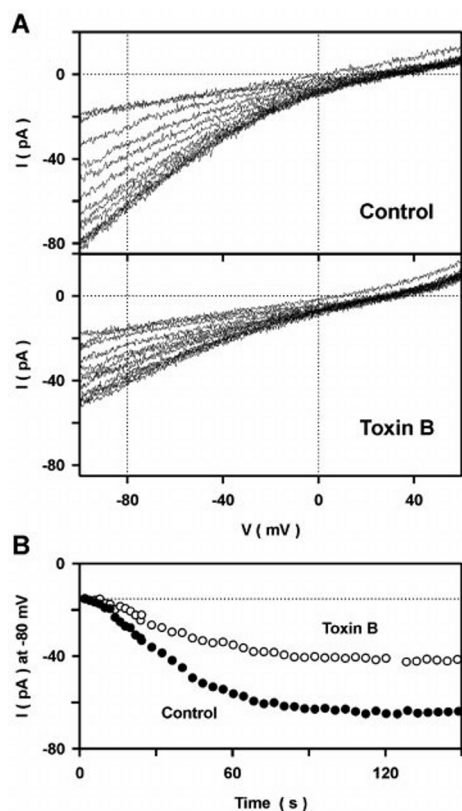 A
I ( pA )
0
-40
-80
Control
I ( pA )
0
-40
-80
Toxin B
-80 -40 0 40
V ( mV )
B
I ( pA) at -80 mV
0
-40
-80
Toxin B
Control
0 60 120
Time ( s )